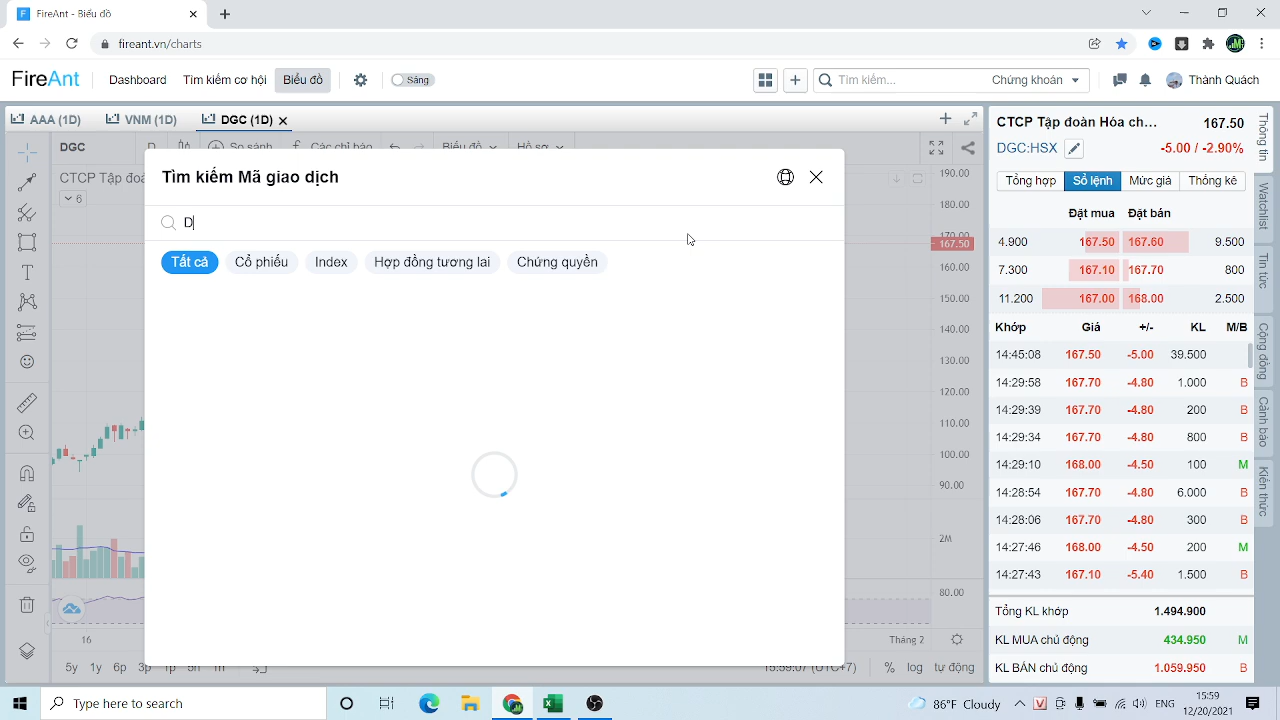 FireAnt - Biểu đồ
fireant.vn/charts
FireAnt
Dashboard
Tìm kiếm cơ hội
Biểu đồ
Sáng
Tìm kiếm...
Chứng khoán
Thành Quách
AAA (1D)
VNM (1D)
DGC (1D)
DGC
D
So sánh
Các chỉ báo
Biểu đồ
Hồ sơ
CTCP Tập đoà
6
Tìm kiếm Mã giao dịch
D
Tất cả
Cổ phiếu
Index
Hợp đồng tương lai
Chứng quyền
190.00
180.00
170.00
167.50
160.00
150.00
140.00
130.00
120.00
110.00
100.00
90.00
2M
80.00
16
Tháng 2
5y
1y
6p
3p
1p
5n
1n
15:59:07 (UTC+7)
%
log
tự động
CTCP Tập đoàn Hóa ch...
167.50
DGC:HSX
-5.00 / -2.90%
Tổng hợp
Sổ lệnh
Mức giá
Thống kê
Đặt mua
Đặt bán
4.900 167.50 167.60 9.500
7.300 167.10 167.70 800
11.200 167.00 168.00 2.500
Khớp Giá +/- KL M/B
14:45:08 167.50 -5.00 39.500
14:29:58 167.70 -4.80 1.000 B
14:29:39 167.70 -4.80 200 B
14:29:34 167.70 -4.80 800 B
14:29:10 168.00 -4.50 100 M
14:28:54 167.70 -4.80 6.000 B
14:28:06 167.70 -4.80 300 B
14:27:46 168.00 -4.50 200 M
14:27:43 167.10 -5.40 1.500 B
Tổng KL khớp 1.494.900
KL MUA chủ động 434.950 M
KL BÁN chủ động 1.059.950 B
Thông tin
Watchlist
Tin tức
Cộng đồng
Cảnh báo
Kiến thức
Type here to search
86°F Cloudy
ENG
15:59
12/20/2021